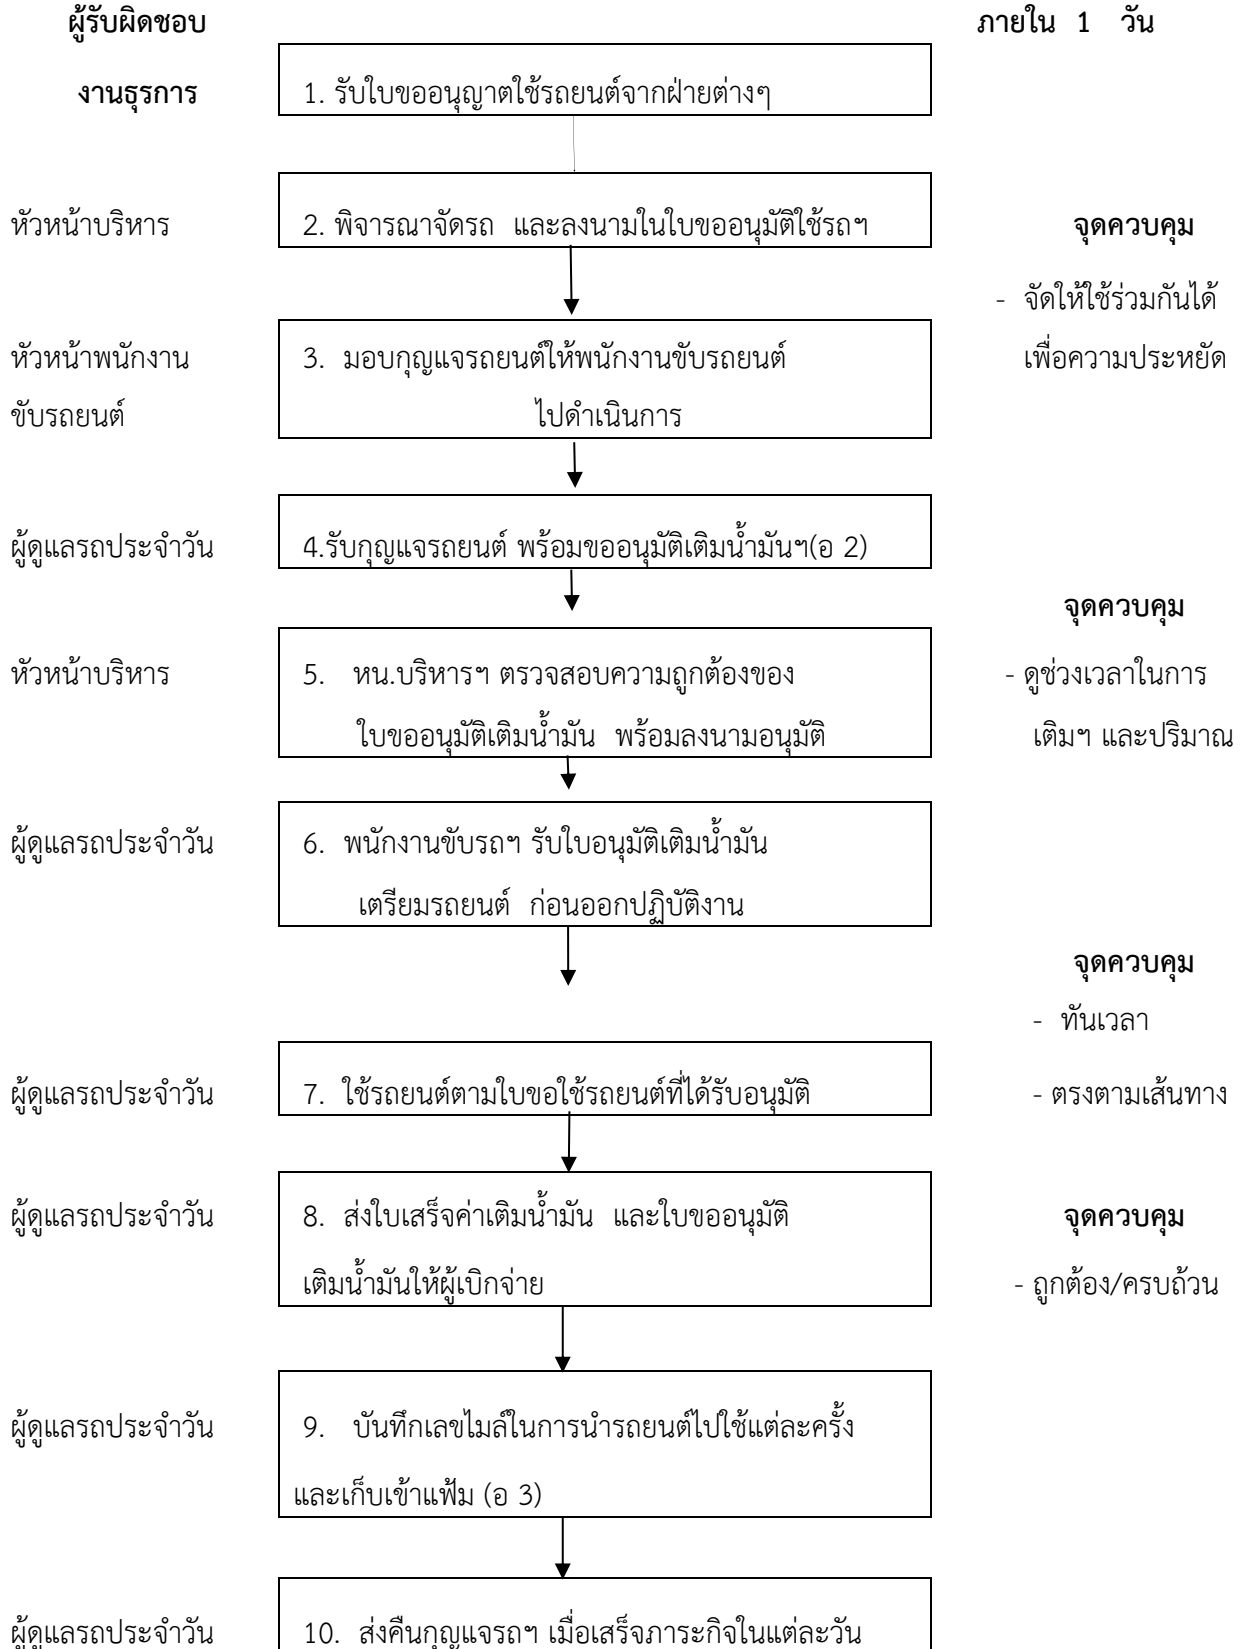 ผู้รับผิดชอบ ภายใน 1 วัน
งานธุรการ 1. รับใบขออนุญาตใช้รถยนต์จากฝ่ายต่างๆ
หัวหน้าบริหาร 2. พิจารณาจัดรถ และลงนามในใบขออนุมัติใช้รถฯ จุดควบคุม
- จัดให้ใช้ร่วมกันได้
หัวหน้าพนักงาน 3. มอบกุญแจรถยนต์ให้พนักงานขับรถยนต์ เพื่อความประหยัด
ขับรถยนต์ ไปดำเนินการ
ผู้ดูแลรถประจำวัน 4.รับกุญแจรถยนต์ พร้อมขออนุมัติเติมน้ำมันฯ(อ 2)
จุดควบคุม
หัวหน้าบริหาร 5. หน.บริหารฯ ตรวจสอบความถูกต้องของ - ดูช่วงเวลาในการ
ใบขออนุมัติเติมน้ำมัน พร้อมลงนามอนุมัติ เติมฯ และปริมาณ
ผู้ดูแลรถประจำวัน 6. พนักงานขับรถฯ รับใบอนุมัติเติมน้ำมัน
เตรียมรถยนต์ ก่อนออกปฏิบัติงาน
จุดควบคุม
- ทันเวลา
ผู้ดูแลรถประจำวัน 7. ใช้รถยนต์ตามใบขอใช้รถยนต์ที่ได้รับอนุมัติ - ตรงตามเส้นทาง
ผู้ดูแลรถประจำวัน 8. ส่งใบเสร็จค่าเติมน้ำมัน และใบขออนุมัติ จุดควบคุม
เติมน้ำมันให้ผู้เบิกจ่าย - ถูกต้อง/ครบถ้วน
ผู้ดูแลรถประจำวัน 9. บันทึกเลขไมล์ในการนำรถยนต์ไปใช้แต่ละครั้ง
และเก็บเข้าแฟ้ม (อ 3)
ผู้ดูแลรถประจำวัน 10. ส่งคืนกุญแจรถฯ เมื่อเสร็จภาระกิจในแต่ละวัน